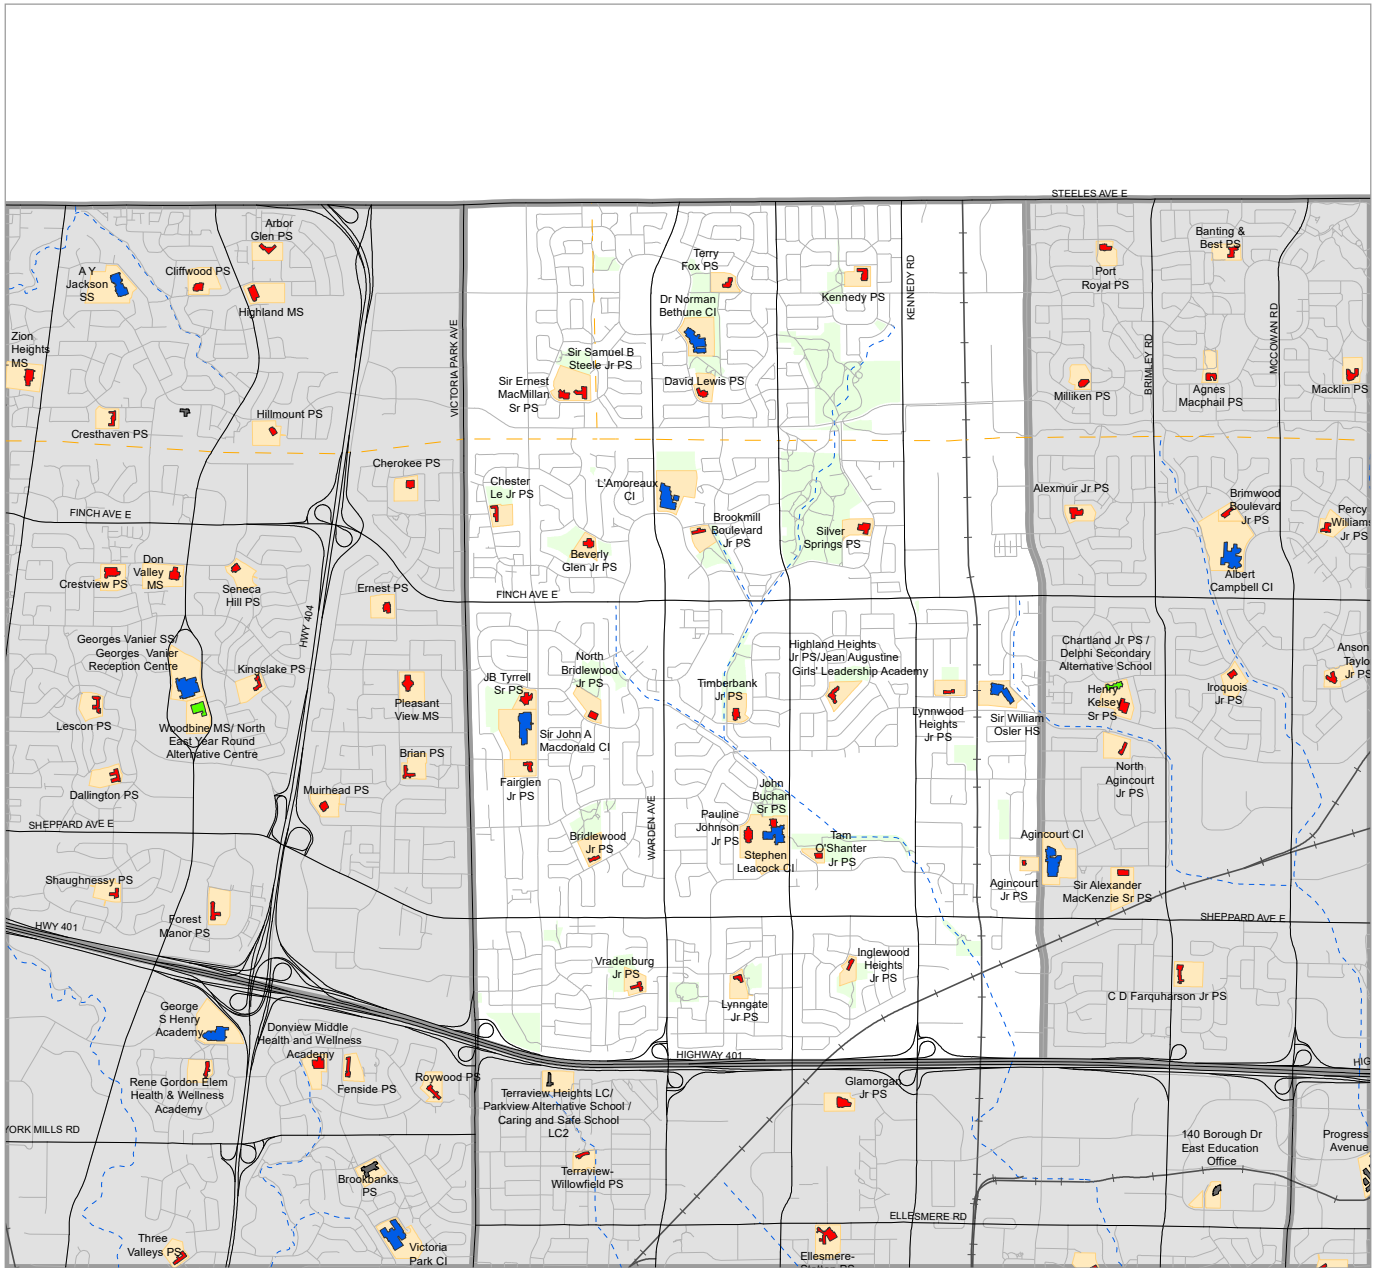 STEELES AVE E
Arbor
Glen PS
A Y
Jackson
SS
Cliffwood PS
Highland MS
Zion
Heights
MS
Cresthaven PS
Hillmount PS
Cherokee PS
FINCH AVE E
Crestview PS
Don
Valley
MS
Seneca
Hill PS
Ernest PS
HWY 404
VICTORIA PARK AVE
Georges Vanier SS/
Georges Vanier
Reception Centre
Kingslake PS
Lescon PS
Woodbine MS/ North
East Year Round
Alternative Centre
Pleasant
View MS
Brian PS
Dallington PS
Muirhead PS
SHEPPARD AVE E
Shaughnessy PS
Forest
Manor PS
HWY 401
George
S Henry
Academy
Donview Middle
Health and Wellness
Academy
Rene Gordon Elem
Health & Wellness
Academy
Fenside PS
Roywood PS
YORK MILLS RD
Brookbanks
PS
Three
Valleys PS
Victoria
Park CI
Terry
Fox PS
Kennedy PS
KENNEDY RD
Dr Norman
Bethune CI
Sir Samuel B
Steele Jr PS
Sir Ernest
MacMillan
Sr PS
David Lewis PS
Chester
Le Jr PS
L'Amoreaux
CI
Brookmill
Boulevard
Jr PS
Silver
Springs PS
Beverly
Glen Jr PS
FINCH AVE E
North
Bridlewood
Jr PS
JB Tyrrell
Sr PS
Timberbank
Jr PS
Highland Heights
Jr PS/Jean Augustine
Girls' Leadership Academy
Lynnwood
Heights
Jr PS
Sir William
Osler HS
Sir John A
Macdonald CI
Fairglen
Jr PS
WARDEN AVE
Bridlewood
Jr PS
John
Buchan
Sr PS
Pauline
Johnson
Jr PS
Stephen
Leacock CI
Tam
O'Shanter
Jr PS
Agincourt CI
Agincourt
Jr PS
Sir Alexander
MacKenzie Sr PS
Vradenburg
Jr PS
Lynngate
Jr PS
Inglewood
Heights
Jr PS
HIGHWAY 401
Terraview Heights LC/
Parkview Alternative School /
Caring and Safe School
LC2
Terraview-
Willowfield PS
Glamorgan
Jr PS
ELLESMERE RD
Ellesmere-
Port
Royal PS
Banting &
Best PS
BRIMLEY RD
MCCOWAN RD
Milliken PS
Agnes
Macphail PS
Macklin PS
Alexmuir Jr PS
Brimwood
Boulevard
Jr PS
Percy
Williams
Jr PS
Albert
Campbell CI
Chartland Jr PS /
Delphi Secondary
Alternative School
Henry
Kelsey
Sr PS
Iroquois
Jr PS
Anson
Taylo
Jr PS
North
Agincourt
Jr PS
SHEPPARD AVE E
C D Farquharson Jr PS
HIG
140 Borough Dr
East Education
Office
Progress
Avenue